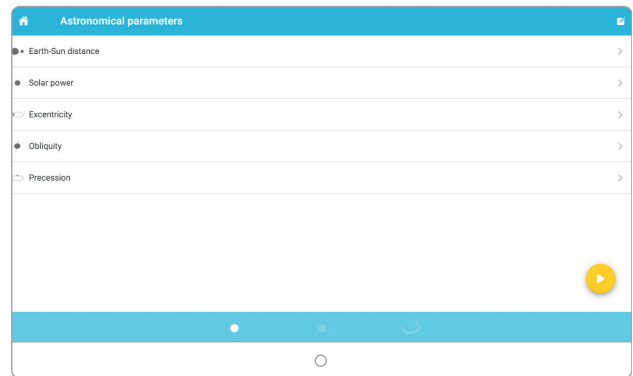 Astronomical parameters
Earth-Sun distance
Solar power
Excentricity
Obliquity
Precession